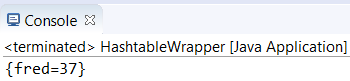 Console
<terminated> HashtableWrapper [Java Application]
{fred=37}